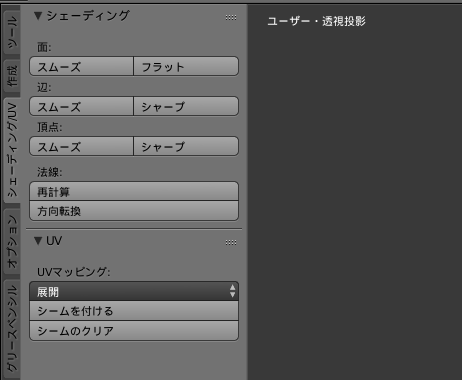 ツール
作成
シェーディング/UV
オプション
グリースペンシル
▼ シェーディング
面:
スムーズ フラット
辺:
スムーズ シャープ
頂点:
スムーズ シャープ
法線:
再計算
方向転換
▼ UV
UVマッピング:
展開
シームを付ける
シームのクリア
ユーザー・透視投影